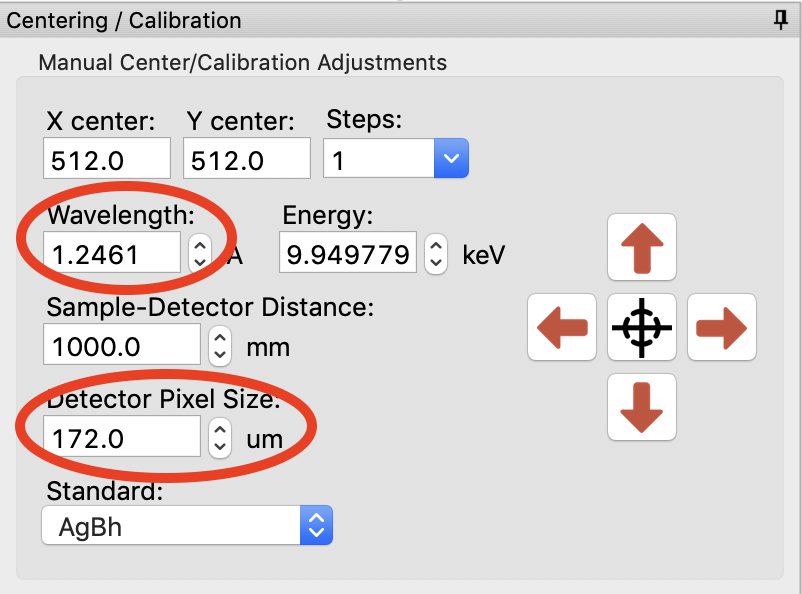 Centering / Calibration
Manual Center/Calibration Adjustments
X center: Y center: Steps:
512.0 512.0 1
Wavelength: Energy:
1.2461 A 9.949779 keV
Sample-Detector Distance:
1000.0 mm
Detector Pixel Size:
172.0 um
Standard:
AgBh